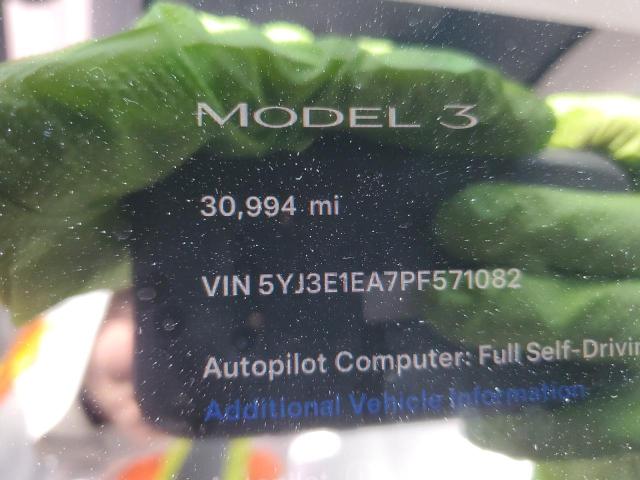 MODEL 3
30,994 mi
VIN 5YJ3E1EA7PF571082
Autopilot Computer: Full Self-Drivin
Additional Vehicle Information